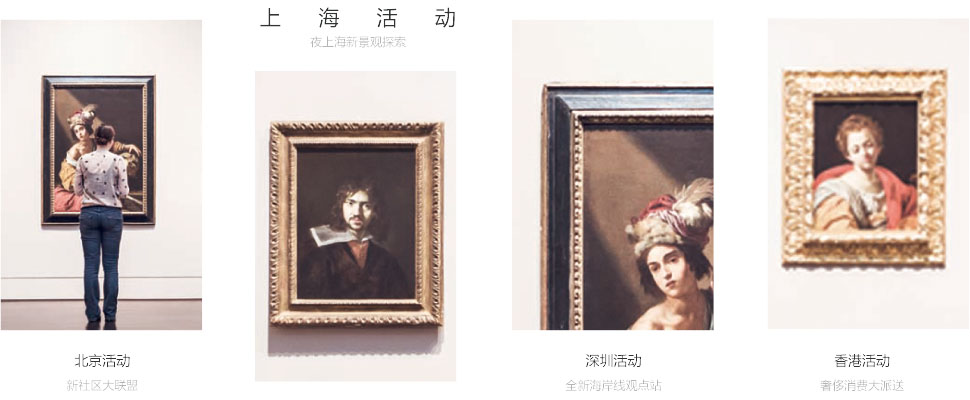 上海活动
夜上海新景观探索
北京活动
新社区大联盟
深圳活动
全新海岸线观点站
香港活动
奢侈消费大派送